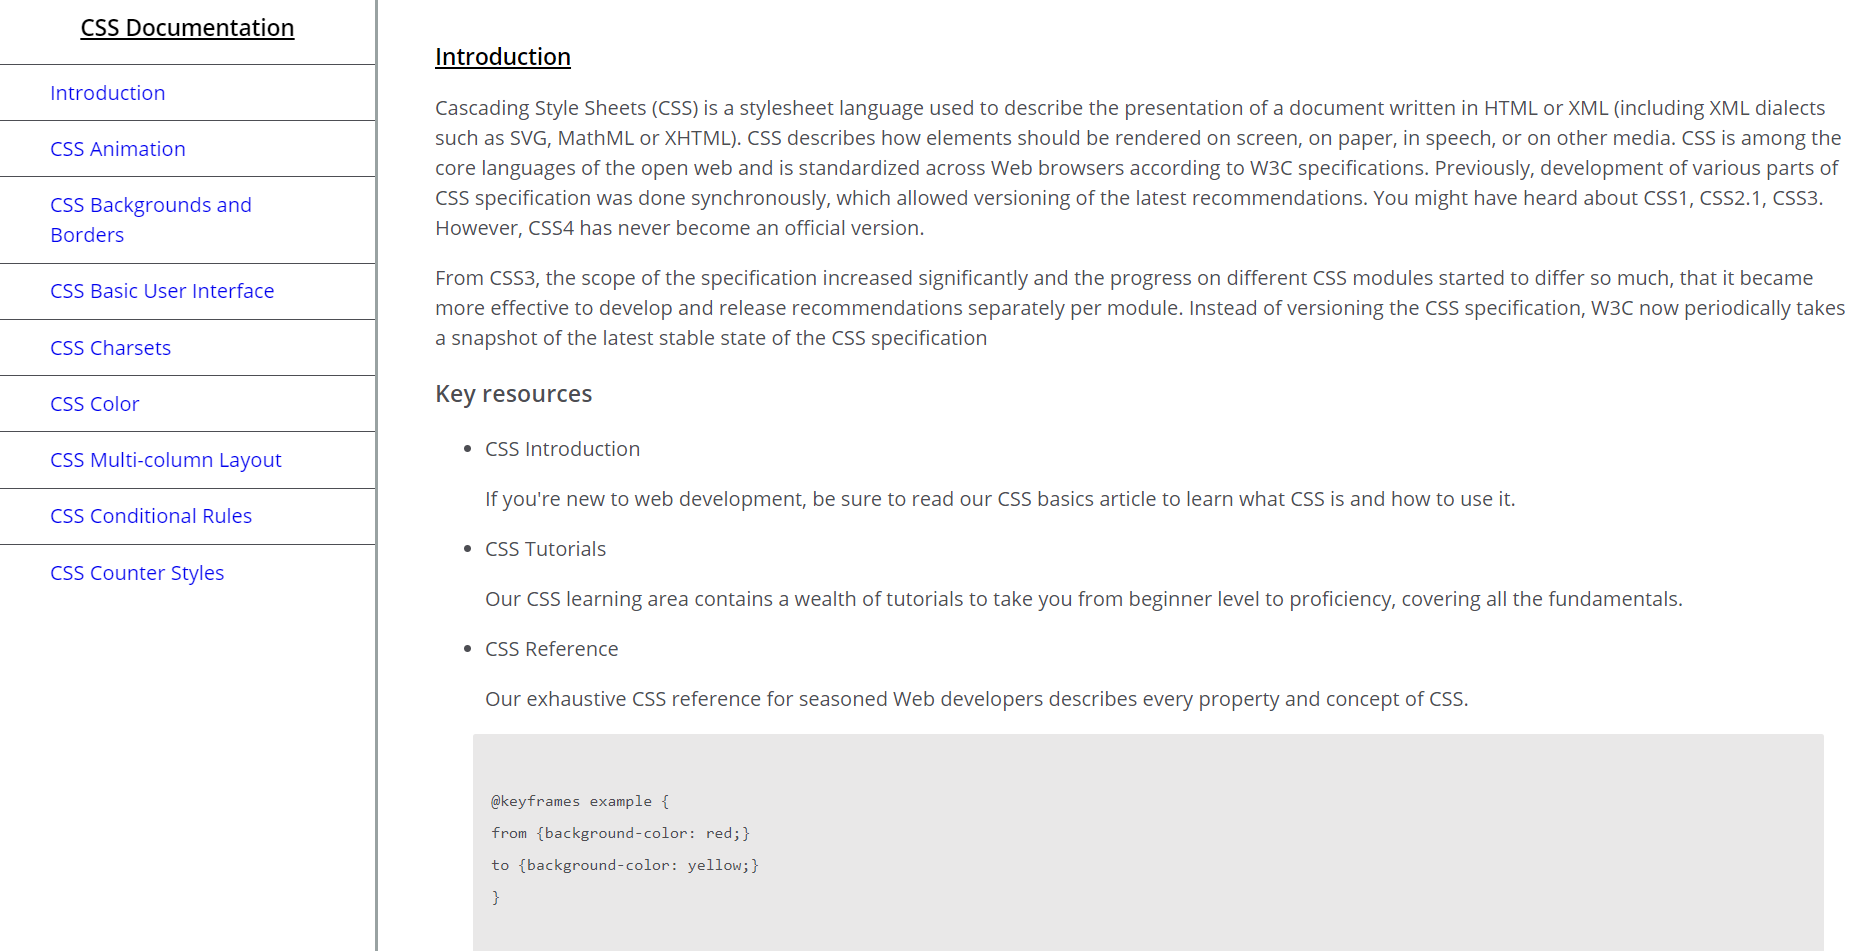 CSS Documentation
Introduction
CSS Animation
CSS Backgrounds and
Borders
CSS Basic User Interface
CSS Charsets
CSS Color
CSS Multi-column Layout
CSS Conditional Rules
CSS Counter Styles
Introduction
Cascading Style Sheets (CSS) is a stylesheet language used to describe the presentation of a document written in HTML or XML (including XML dialects
such as SVG, MathML or XHTML). CSS describes how elements should be rendered on screen, on paper, in speech, or on other media. CSS is among the
core languages of the open web and is standardized across Web browsers according to W3C specifications. Previously, development of various parts of
CSS specification was done synchronously, which allowed versioning of the latest recommendations. You might have heard about CSS1, CSS2.1, CSS3.
However, CSS4 has never become an official version.
From CSS3, the scope of the specification increased significantly and the progress on different CSS modules started to differ so much, that it became
more effective to develop and release recommendations separately per module. Instead of versioning the CSS specification, W3C now periodically takes
a snapshot of the latest stable state of the CSS specification
Key resources
• CSS Introduction
If you're new to web development, be sure to read our CSS basics article to learn what CSS is and how to use it.
• CSS Tutorials
Our CSS learning area contains a wealth of tutorials to take you from beginner level to proficiency, covering all the fundamentals.
• CSS Reference
Our exhaustive CSS reference for seasoned Web developers describes every property and concept of CSS.
@keyframes example {
from {background-color: red;}
to {background-color: yellow;}
}